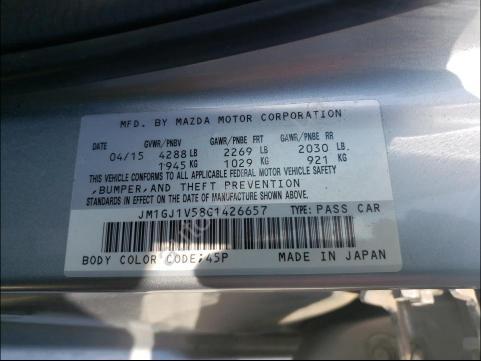 MFD. BY MAZDA MOTOR CORPORATION
GVWR/PNBV GAWR/PNBE FRT GAWR/PNBE RR
04/15 4288 LB 2269 LB 2030 LB.
1945 KG 1029 KG 921 KG
THIS VEHICLE CONFORMS TO ALL APPLICABLE FEDERAL MOTOR VEHICLE SAFETY
,BUMPER,AND THEFT PREVENTION
STANDARDS IN EFFECT ON THE DATE OF MANUFACTURE SHOWN ABOVE.
JM1GJ1V58G1426657 TYPE: PASS CAR
BODY COLOR CODE;45P MADE IN JAPAN